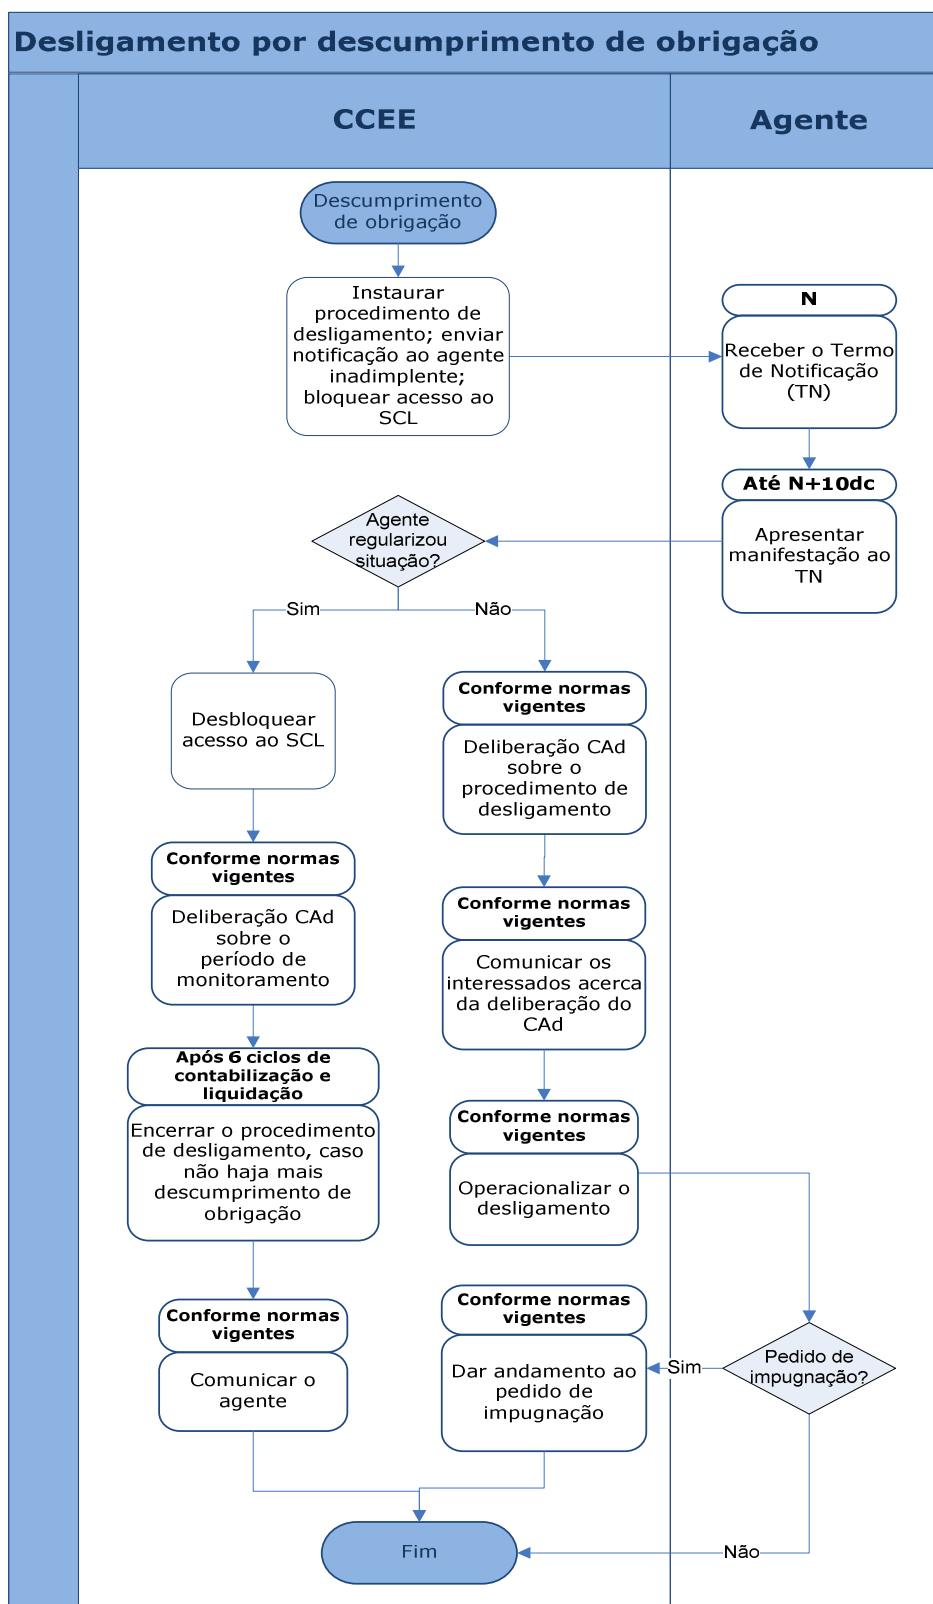 Desligamento por descumprimento de obrigação
CCEE
Agente
Descumprimento
de obrigação
Instaurar
procedimento de
desligamento; enviar
notificação ao agente
inadimplente;
bloquear acesso ao
SCL
N
Receber o Termo
de Notificação
(TN)
Até N+10dc
Apresentar
manifestação ao
TN
Agente
regularizou
situação?
Sim
Não
Desbloquear
acesso ao SCL
Conforme normas
vigentes
Deliberação CAd
sobre o
período de
monitoramento
Após 6 ciclos de
contabilização e
liquidação
Encerrar o procedimento
de desligamento, caso
não haja mais
descumprimento de
obrigação
Conforme normas
vigentes
Comunicar o
agente
Conforme normas
vigentes
Deliberação CAd
sobre o
procedimento de
desligamento
Conforme normas
vigentes
Comunicar os
interessados acerca
da deliberação do
CAd
Conforme normas
vigentes
Operacionalizar o
desligamento
Pedido de
impugnação?
Sim
Conforme normas
vigentes
Dar andamento ao
pedido de
impugnação
Não
Fim